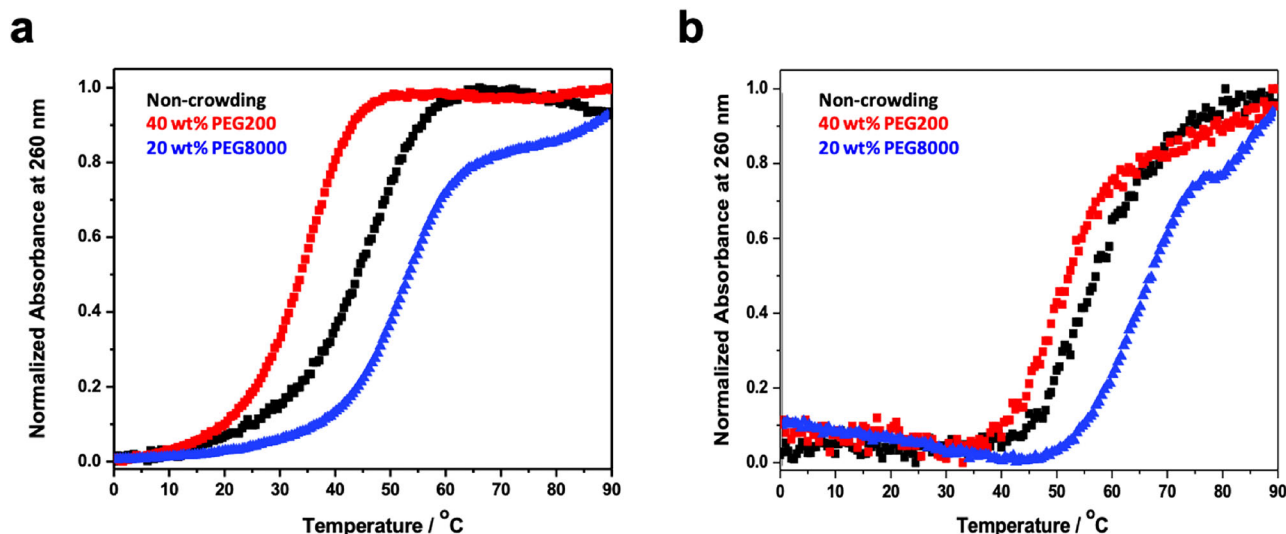 a
Normalized Absorbance at 260 nm
1.0
0.8
0.6
0.4
0.2
0.0
Non-crowding
40 wt% PEG200
20 wt% PEG8000
0 10 20 30 40 50 60 70 80 90
Temperature / °C
b
Normalized Absorbance at 260 nm
1.0
0.8
0.6
0.4
0.2
0.0
Non-crowding
40 wt% PEG200
20 wt% PEG8000
0 10 20 30 40 50 60 70 80 90
Temperature / °C